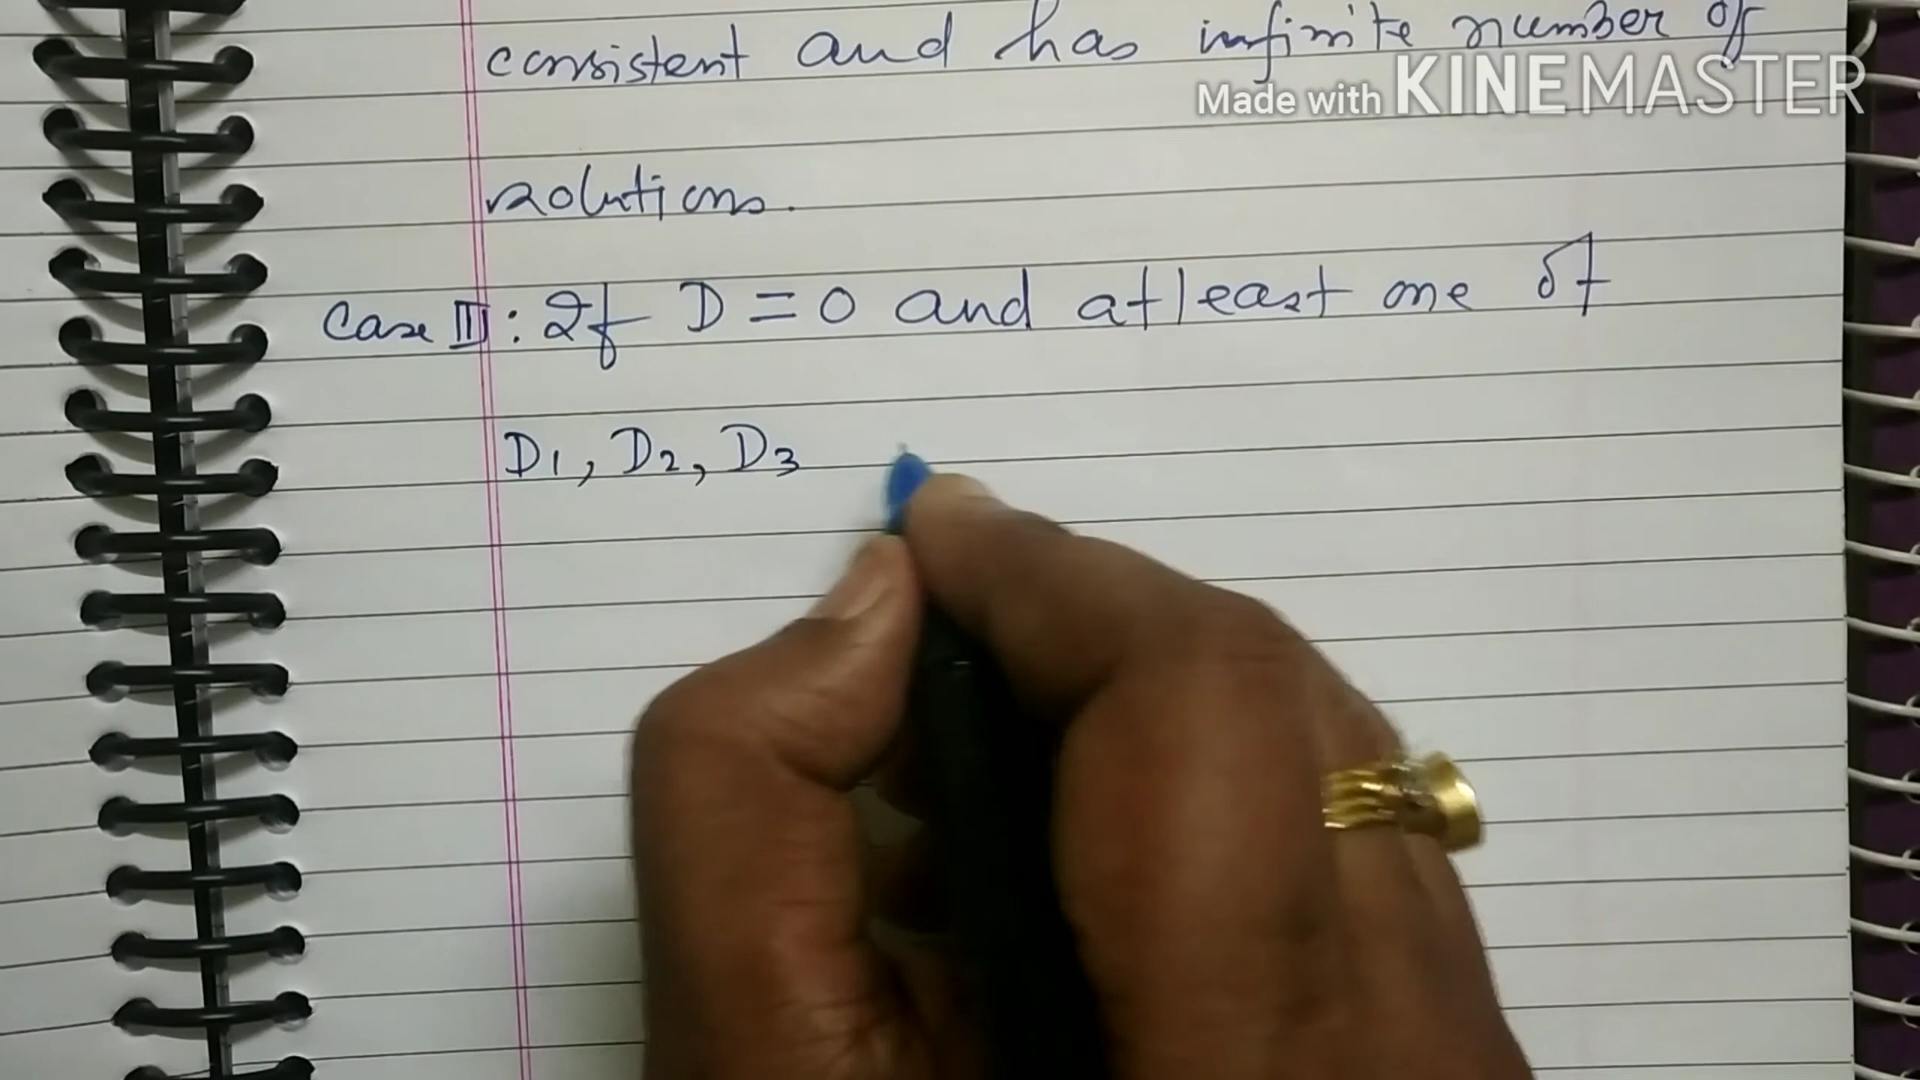 consistent and has infinite number of
Made with KINEMASTER
solutions.
Case III: If D = 0 and atleast one of
D1, D2, D3